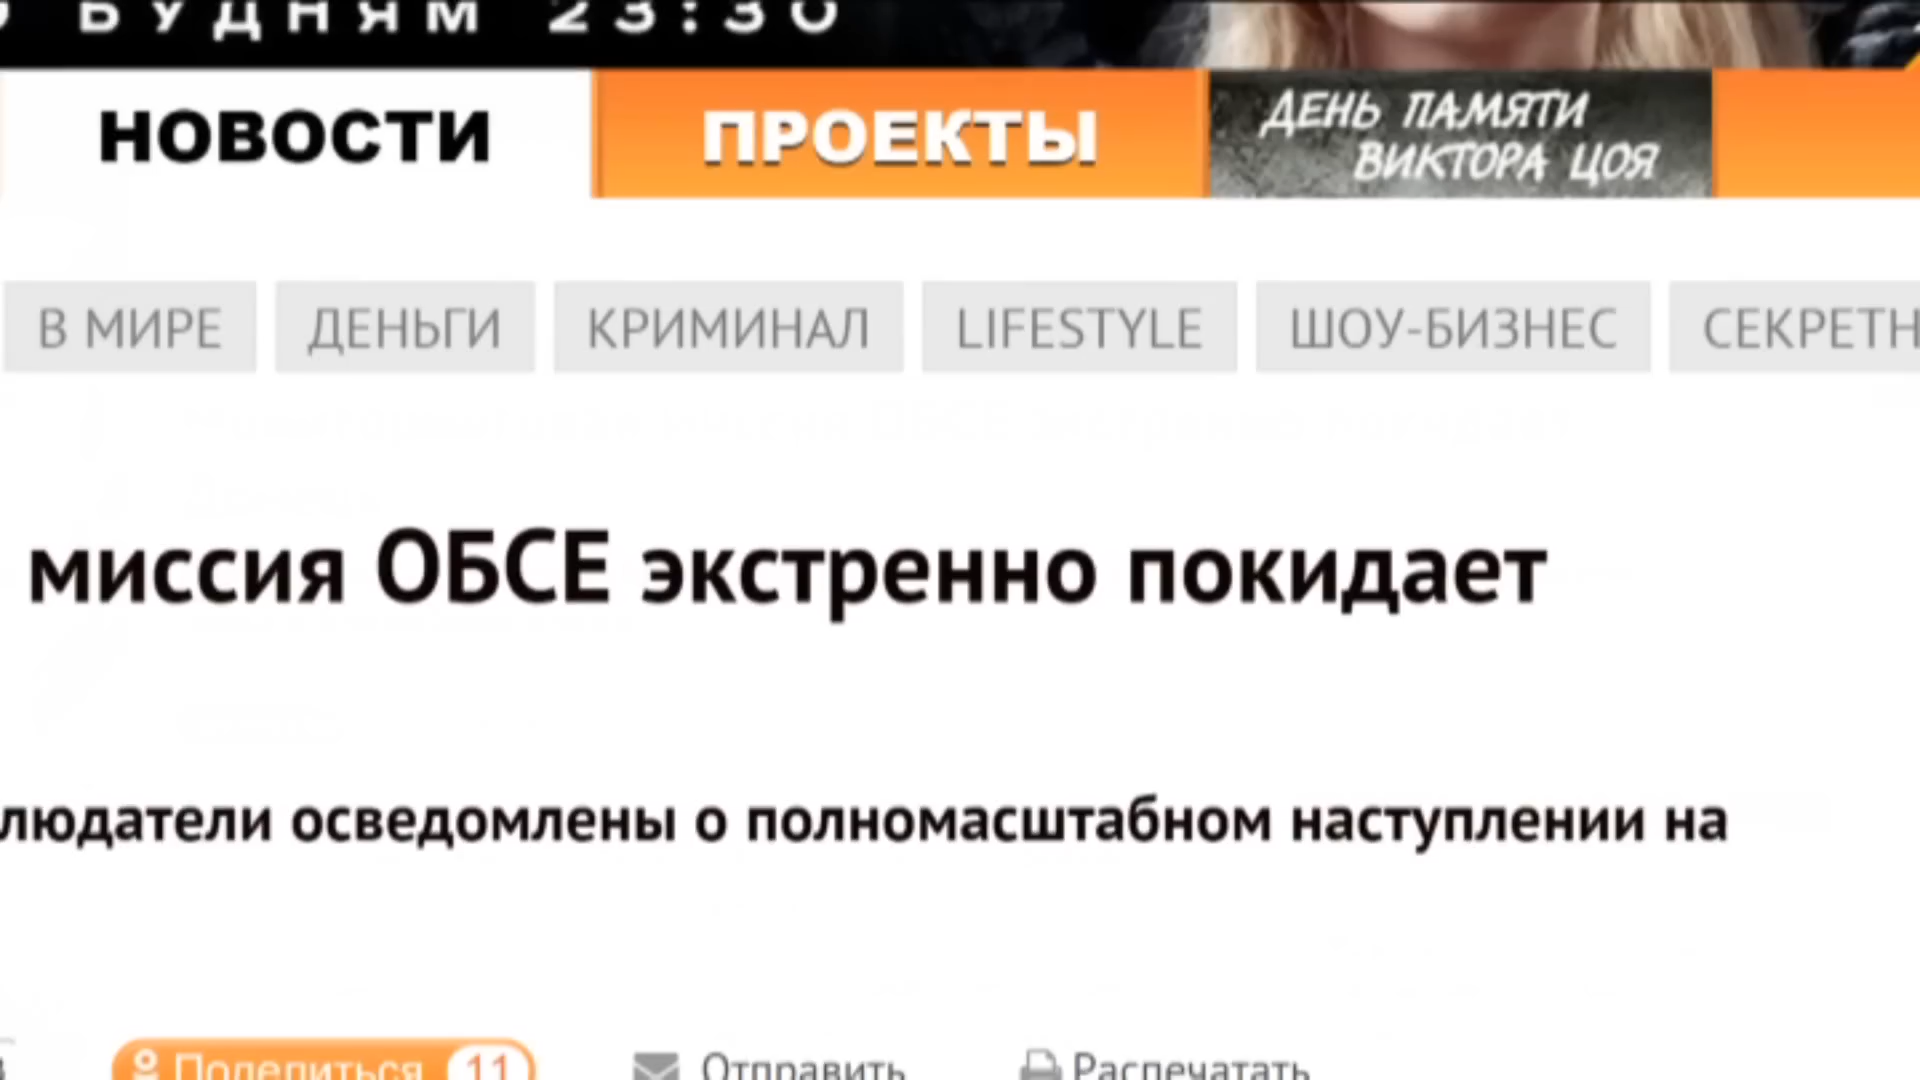 БУДНЯМ 23:30
НОВОСТИ
ПРОЕКТЫ
ДЕНЬ ПАМЯТИ
ВИКТОРА ЦОЯ
В МИРЕ
ДЕНЬГИ
КРИМИНАЛ
LIFESTYLE
ШОУ-БИЗНЕС
СЕКРЕТН
миссия ОБСЕ экстренно покидает
людатели осведомлены о полномасштабном наступлении на
Поделиться 11
Отправить
Распечатать